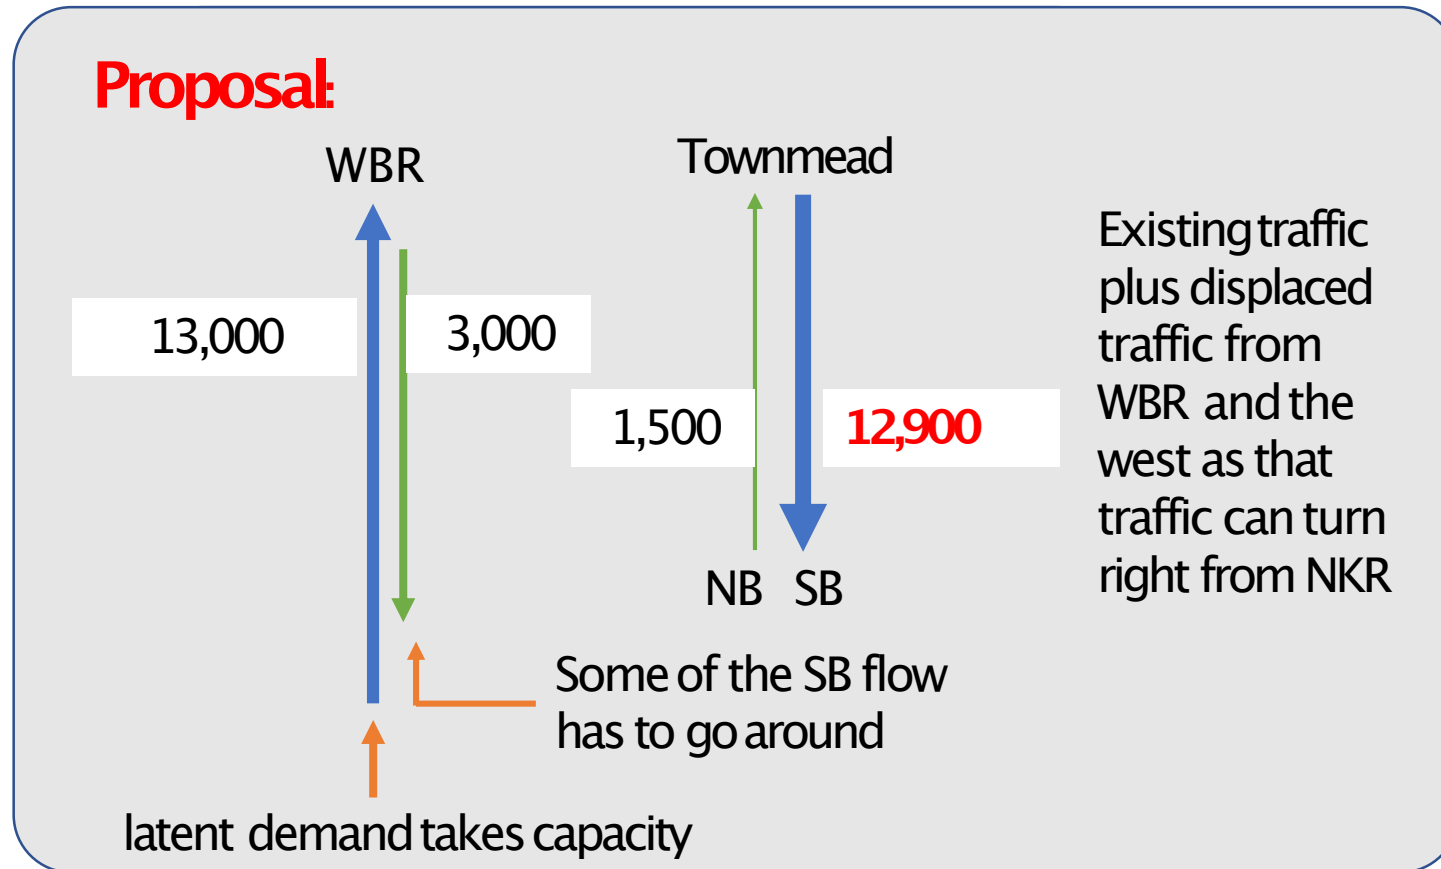 Proposal:
WBR
Townmead
13,000
3,000
1,500
12,900
NB SB
Existing traffic
plus displaced
traffic from
WBR and the
west as that
traffic can turn
right from NKR
Some of the SB flow
has to go around
latent demand takes capacity